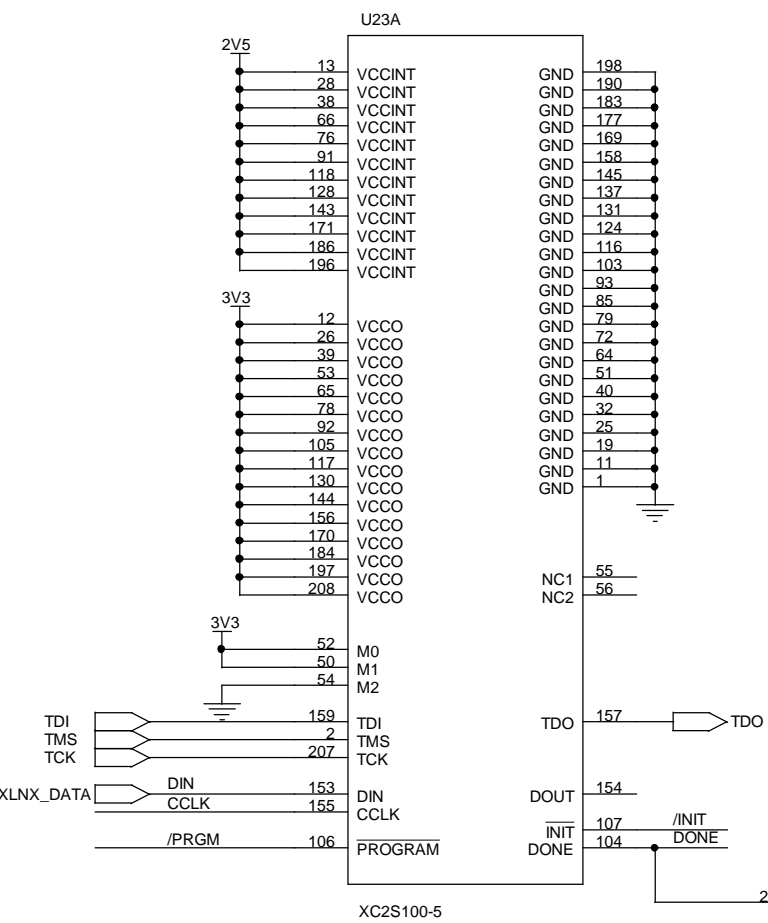 U23A
2V5
13 VCCINT GND 198
28 VCCINT GND 190
38 VCCINT GND 183
66 VCCINT GND 177
76 VCCINT GND 169
91 VCCINT GND 158
118 VCCINT GND 145
128 VCCINT GND 137
143 VCCINT GND 131
171 VCCINT GND 124
186 VCCINT GND 116
196 VCCINT GND 103
GND 93
3V3
GND 85
12 VCCO GND 79
26 VCCO GND 72
39 VCCO GND 64
53 VCCO GND 51
65 VCCO GND 40
78 VCCO GND 32
92 VCCO GND 25
105 VCCO GND 19
117 VCCO GND 11
130 VCCO GND 1
144 VCCO
156 VCCO
170 VCCO
184 VCCO
197 VCCO NC1 55
208 VCCO NC2 56
3V3
52 M0
50 M1
54 M2
TDI 159 TDI TDO 157 TDO
TMS 2 TMS
TCK 207 TCK
XLNX_DATA DIN 153 DIN DOUT 154
CCLK 155 CCLK
INIT 107 /INIT
/PRGM 106 PROGRAM DONE 104 DONE
2
XC2S100-5